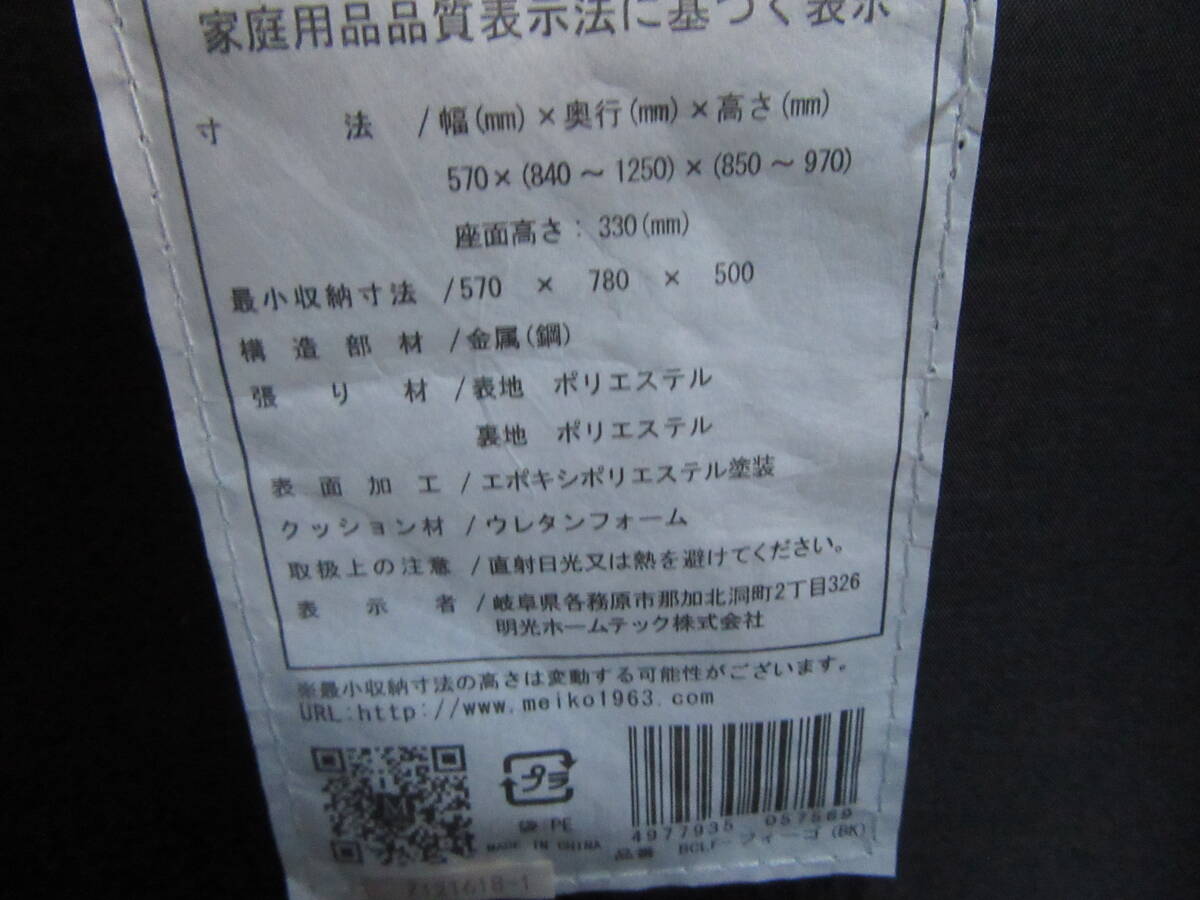 家庭用品品質表示法に基づく表示
寸法 /幅(mm)×奥行(mm)×高さ(mm)
570×(840~1250)×(850~970)
座面高さ: 330(mm)
最小収納寸法 /570 × 780 × 500
構造部材 /金属(鋼)
張り材 /表地 ポリエステル
裏地 ポリエステル
表面加工 /エポキシポリエステル塗装
クッション材 /ウレタンフォーム
取扱上の注意 /直射日光又は熱を避けてください。
表示者 /岐阜県各務原市那加北洞町2丁目326
明光ホームテック株式会社
※最小収納寸法の高さは変動する可能性がございます。
URL:http://www.meiko1963.com
プラ
PE
MADE IN CHINA
4977935 057569
品番 BCLF-フィーゴ(BK)
7121618-1